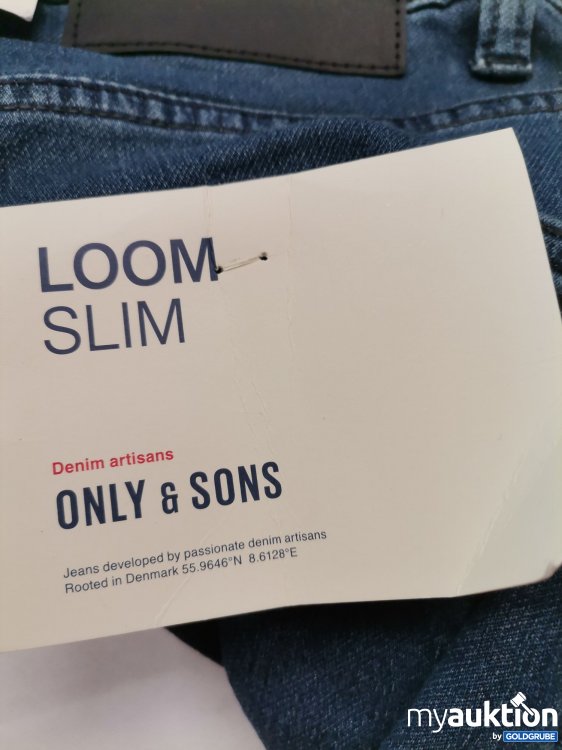 LOOM
SLIM
Denim artisans
ONLY & SONS
Jeans developed by passionate denim artisans
Rooted in Denmark 55.9646°N 8.6128°E
myauktion
by GOLDGRUBE